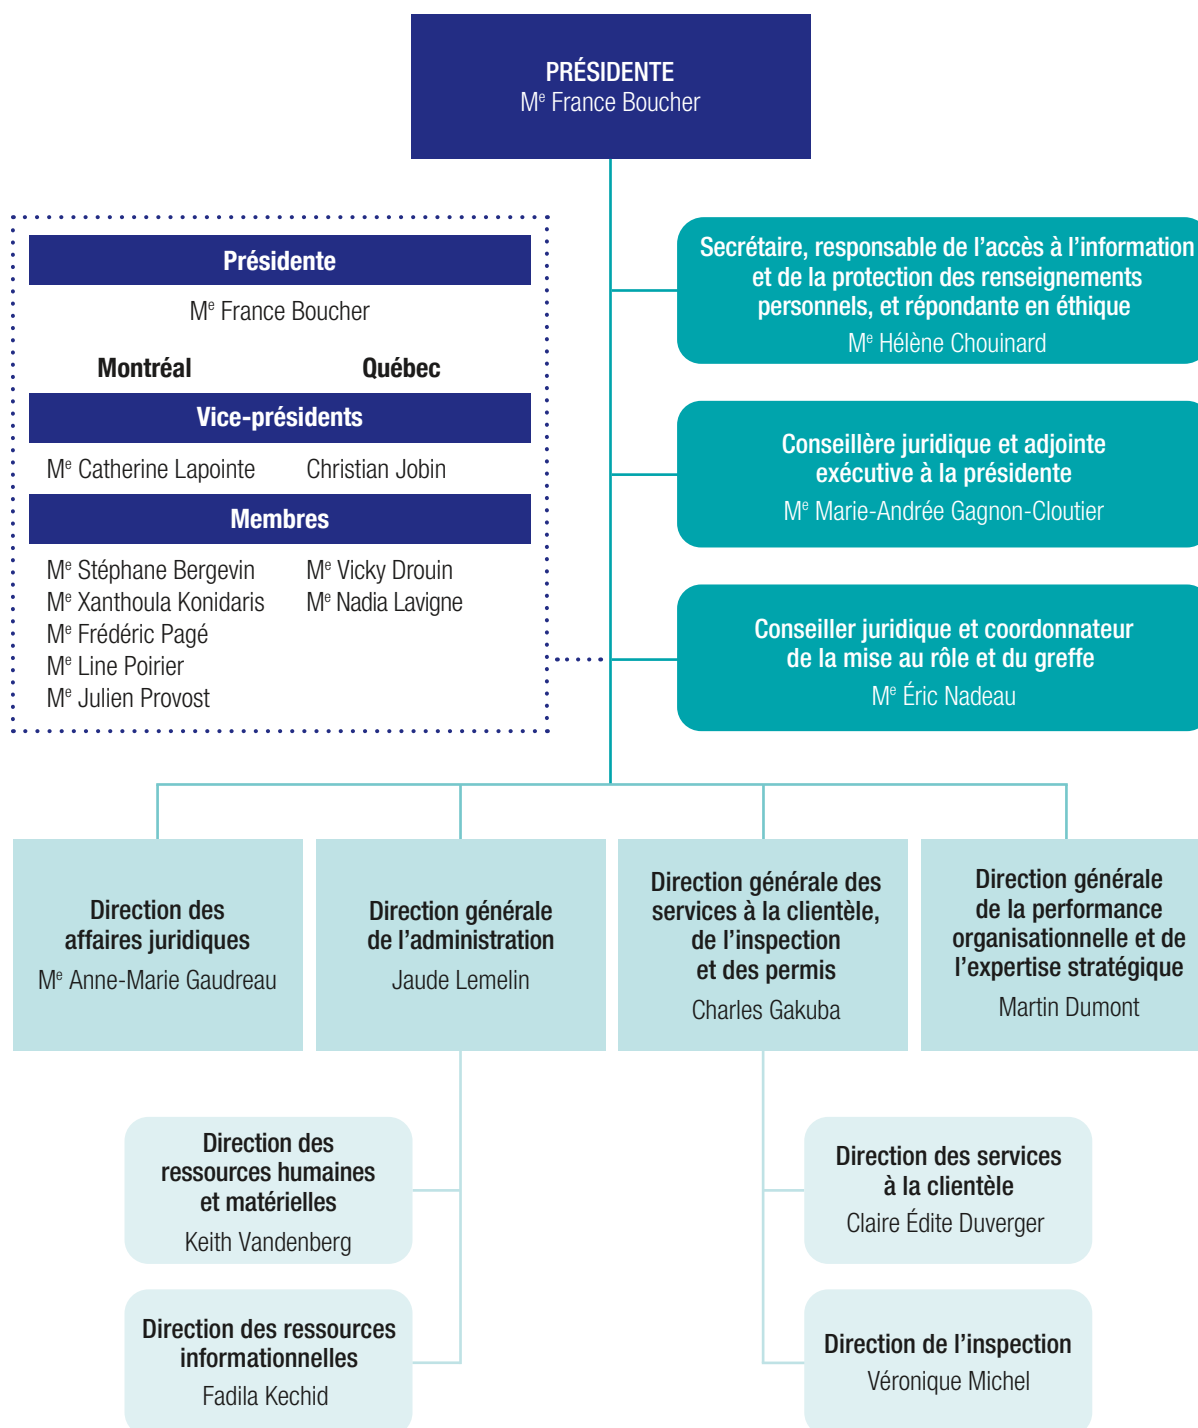 PRÉSIDENTE
Mᵉ France Boucher
Présidente
Mᵉ France Boucher
Montréal Québec
Vice-présidents
Mᵉ Catherine Lapointe Christian Jobin
Membres
Mᵉ Stéphane Bergevin Mᵉ Vicky Drouin
Mᵉ Xanthoula Konidaris Mᵉ Nadia Lavigne
Mᵉ Frédéric Pagé
Mᵉ Line Poirier
Mᵉ Julien Provost
Secrétaire, responsable de l’accès à l’information
et de la protection des renseignements
personnels, et répondante en éthique
Mᵉ Hélène Chouinard
Conseillère juridique et adjointe
exécutive à la présidente
Mᵉ Marie-Andrée Gagnon-Cloutier
Conseiller juridique et coordonnateur
de la mise au rôle et du greffe
Mᵉ Éric Nadeau
Direction des
affaires juridiques
Mᵉ Anne-Marie Gaudreau
Direction générale
de l’administration
Jaude Lemelin
Direction générale des
services à la clientèle,
de l’inspection
et des permis
Charles Gakuba
Direction générale
de la performance
organisationnelle et de
l’expertise stratégique
Martin Dumont
Direction des
ressources humaines
et matérielles
Keith Vandenberg
Direction des ressources
informationnelles
Fadila Kechid
Direction des services
à la clientèle
Claire Édite Duverger
Direction de l’inspection
Véronique Michel